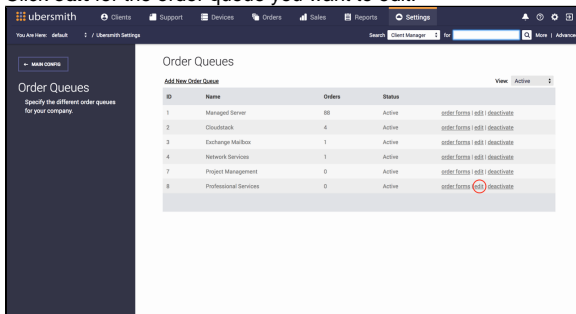 Click edit for the order queue you want to edit.
ubersmith Clients Support Devices Orders Sales Reports Settings
You Are Here: default / Ubersmith Settings Search Client Manager for More | Advanced
← MAIN CONFIG
Order Queues
Specify the different order queues
for your company.
Order Queues
Add New Order Queue View: Active
ID Name Orders Status
1 Managed Server 88 Active order forms | edit | deactivate
2 Cloudstack 4 Active order forms | edit | deactivate
3 Exchange Mailbox 1 Active order forms | edit | deactivate
4 Network Services 1 Active order forms | edit | deactivate
7 Project Management 0 Active order forms | edit | deactivate
8 Professional Services 0 Active order forms | edit | deactivate